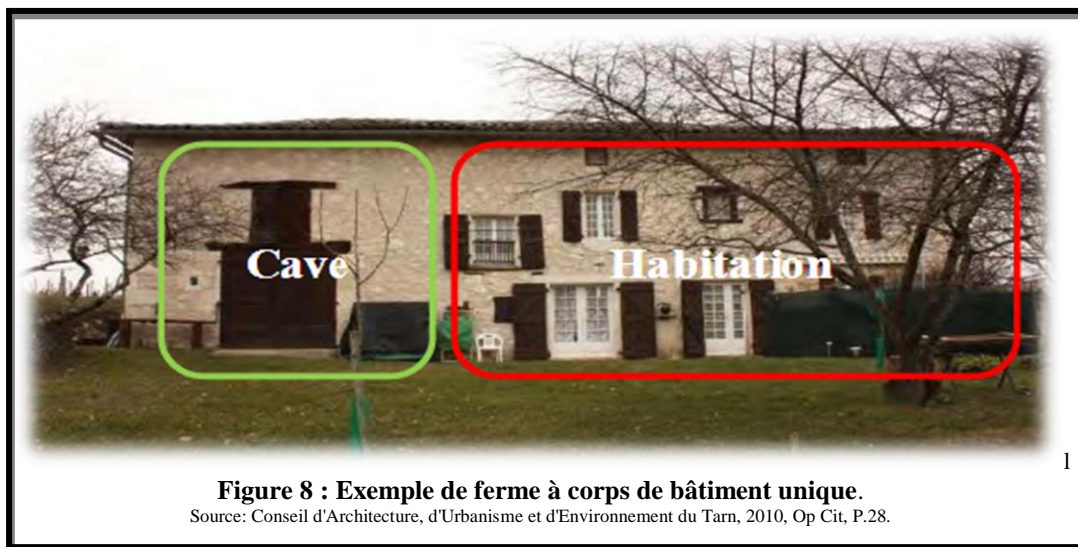 Cave
Habitation
l
Figure 8 : Exemple de ferme à corps de bâtiment unique.
Source: Conseil d'Architecture, d'Urbanisme et d'Environnement du Tarn, 2010, Op Cit, P.28.